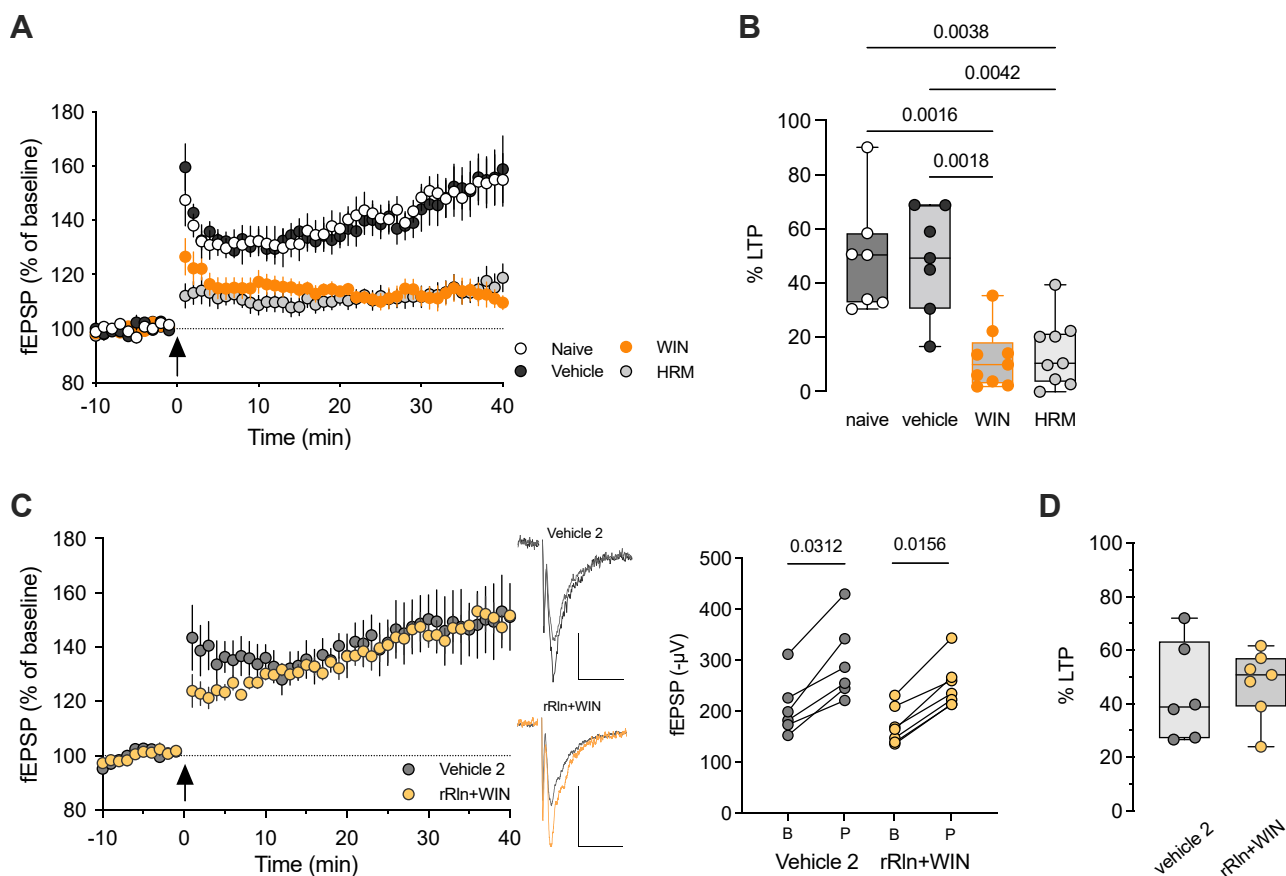 A
fEPSP (% of baseline)
180
160
140
120
100
80
-10
0
10
20
30
40
Time (min)
Naive
Vehicle
WIN
HRM
B
0.0038
0.0042
0.0016
0.0018
% LTP
100
80
60
40
20
0
naive
vehicle
WIN
HRM
C
fEPSP (% of baseline)
180
160
140
120
100
80
-10
0
10
20
30
40
Time (min)
Vehicle 2
rRln+WIN
Vehicle 2
rRln+WIN
fEPSP (-µV)
500
400
300
200
100
0
0.0312
0.0156
B
P
B
P
Vehicle 2
rRln+WIN
D
% LTP
100
80
60
40
20
0
vehicle 2
rRln+WIN